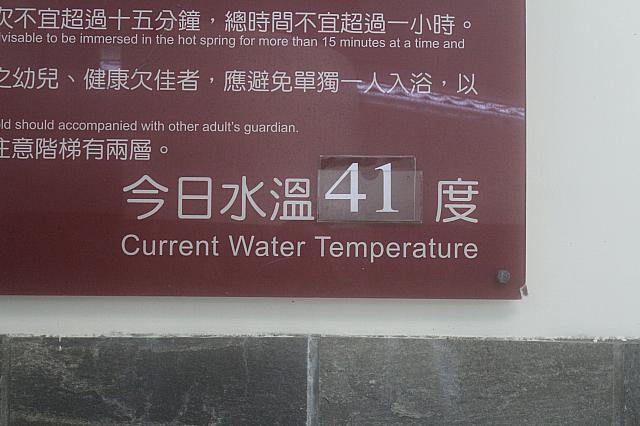 次不宜超過十五分鐘，總時間不宜超過一小時。
dvisable to be immersed in the hot spring for more than 15 minutes at a time and
之幼兒、健康欠佳者，應避免單獨一人入浴，以
old should accompanied with other adult's guardian.
注意階梯有兩層。
今日水溫 41 度
Current Water Temperature